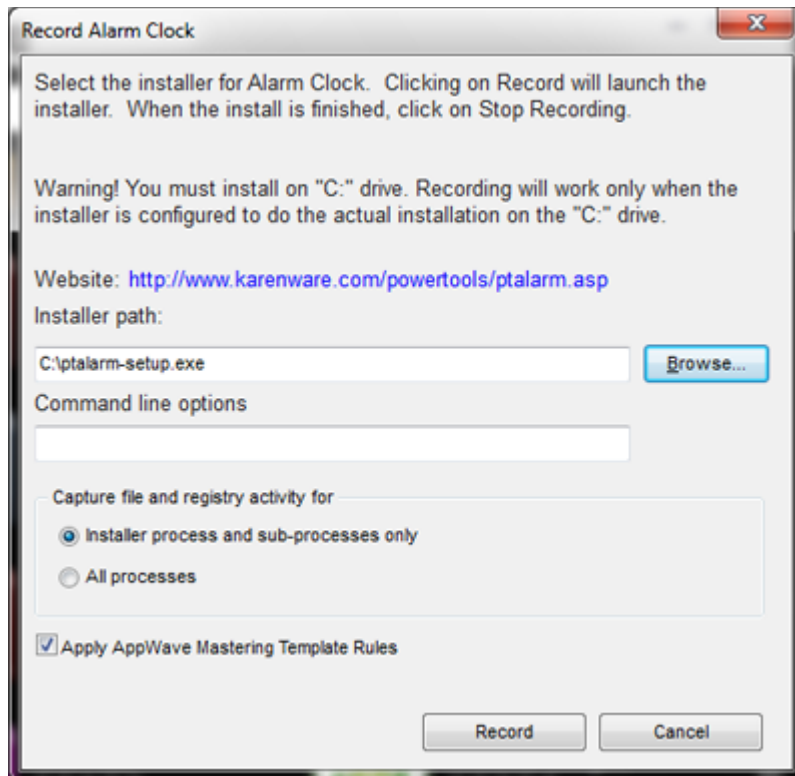 Record Alarm Clock
Select the installer for Alarm Clock.  Clicking on Record will launch the
installer.  When the install is finished, click on Stop Recording.
Warning! You must install on "C:" drive. Recording will work only when the
installer is configured to do the actual installation on the "C:" drive.
Website: http://www.karenware.com/powertools/ptalarm.asp
Installer path:
C:\ptalarm-setup.exe
Browse...
Command line options
Capture file and registry activity for
Installer process and sub-processes only
All processes
Apply AppWave Mastering Template Rules
Record Cancel